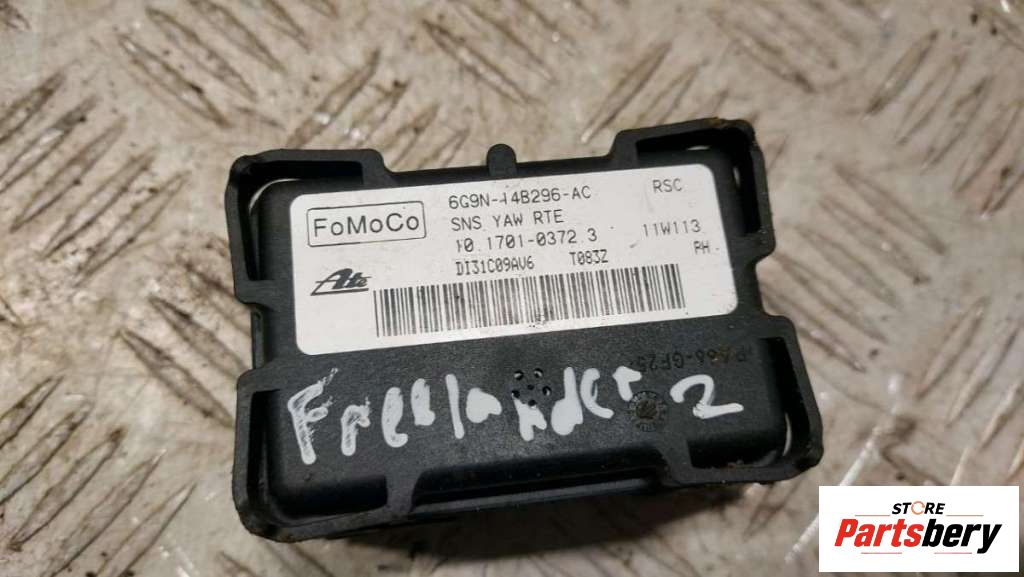 6G9N-14B296-AC RSC
FoMoCo
SNS YAW RTE
10.1701-0372.3 11W113
Ate
DI31C09AV6 T083Z PH
Freelander 2
STORE
Partsbery